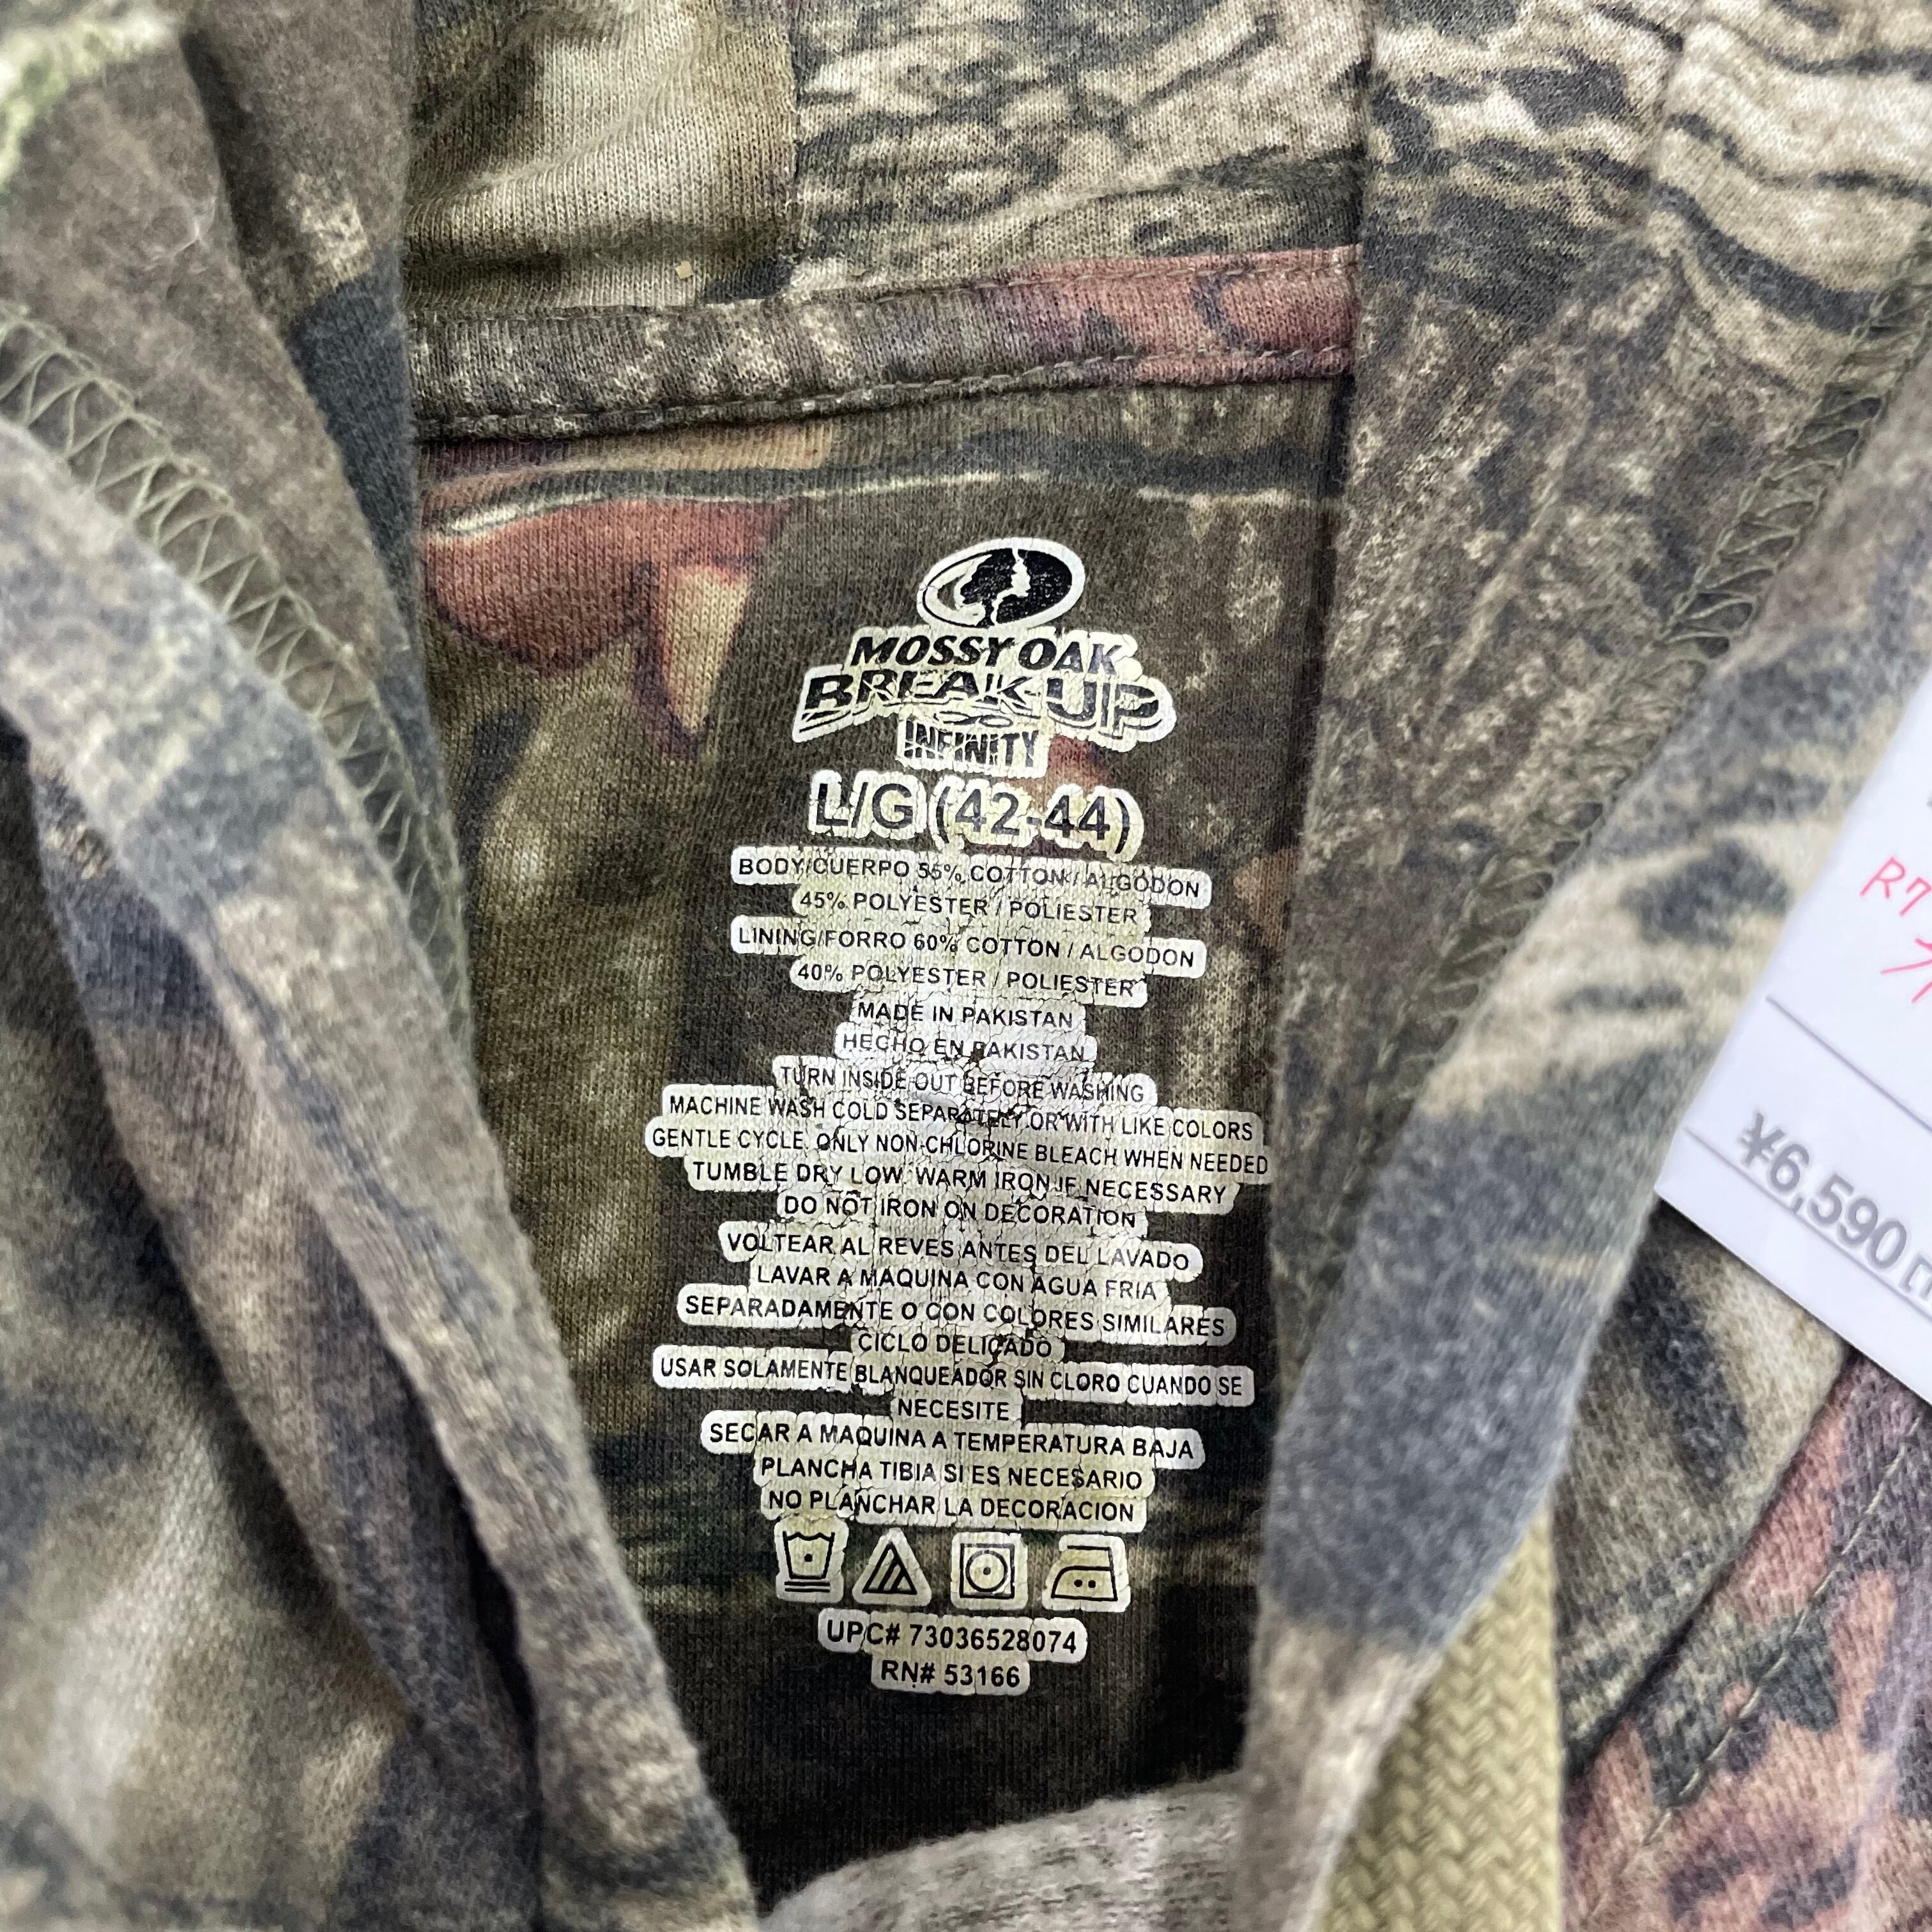 MOSSY OAK
BREAK-UP
INFINITY
L/G (42-44)
BODY/CUERPO 55% COTTON / ALGODON
45% POLYESTER / POLIESTER
LINING/FORRO 60% COTTON / ALGODON
40% POLYESTER / POLIESTER
MADE IN PAKISTAN
HECHO EN PAKISTAN
TURN INSIDE OUT BEFORE WASHING
MACHINE WASH COLD SEPARATELY OR WITH LIKE COLORS
GENTLE CYCLE. ONLY NON-CHLORINE BLEACH WHEN NEEDED
TUMBLE DRY LOW. WARM IRON IF NECESSARY
DO NOT IRON ON DECORATION
VOLTEAR AL REVES ANTES DEL LAVADO
LAVAR A MAQUINA CON AGUA FRIA
SEPARADAMENTE O CON COLORES SIMILARES
CICLO DELICADO
USAR SOLAMENTE BLANQUEADOR SIN CLORO CUANDO SE
NECESITE
SECAR A MAQUINA A TEMPERATURA BAJA
PLANCHA TIBIA SI ES NECESARIO
NO PLANCHAR LA DECORACION
UPC# 73036528074
RN# 53166
R7
¥6,590